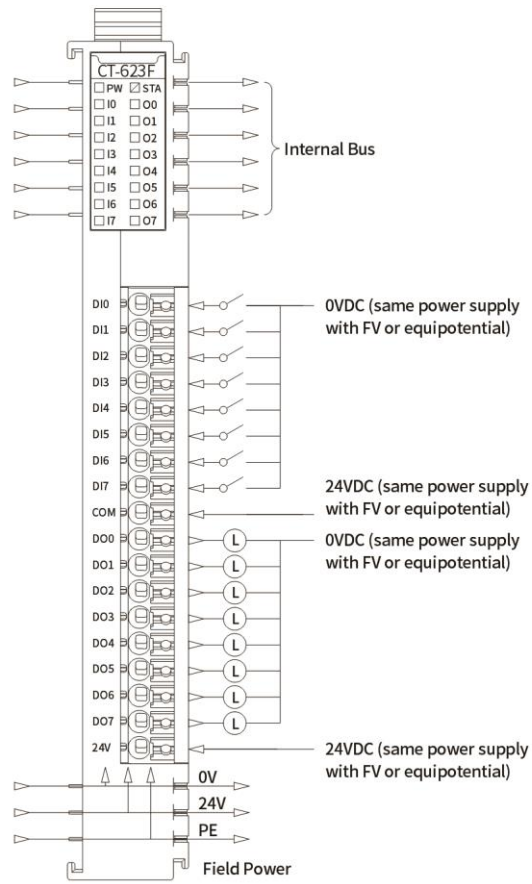 CT-623F
PW STA
I0 O0
I1 O1
I2 O2
I3 O3
I4 O4
I5 O5
I6 O6
I7 O7
Internal Bus
DI0
0VDC (same power supply
with FV or equipotential)
DI1
DI2
DI3
DI4
DI5
DI6
DI7
24VDC (same power supply
with FV or equipotential)
COM
DO0
0VDC (same power supply
with FV or equipotential)
L
DO1
L
DO2
L
DO3
L
DO4
L
DO5
L
DO6
L
DO7
L
24V
24VDC (same power supply
with FV or equipotential)
0V
24V
PE
Field Power